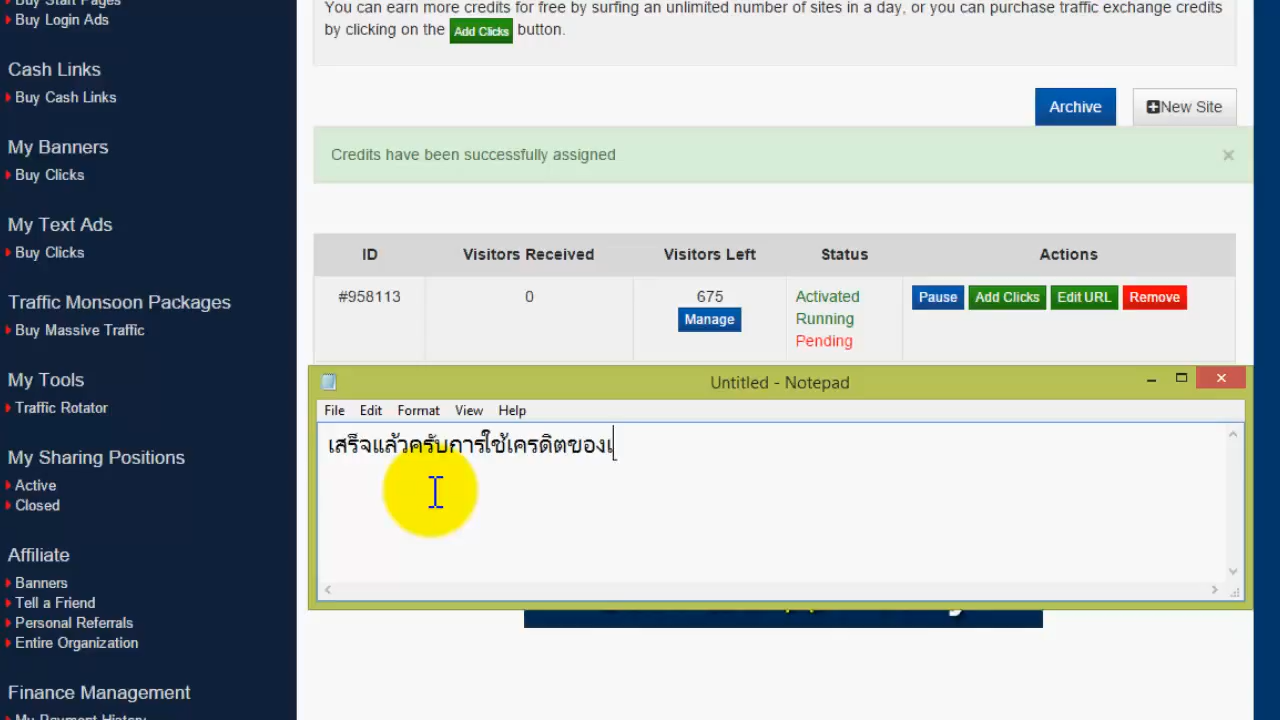 Buy Login Ads
Cash Links
Buy Cash Links
My Banners
Buy Clicks
My Text Ads
Buy Clicks
Traffic Monsoon Packages
Buy Massive Traffic
My Tools
Traffic Rotator
My Sharing Positions
Active
Closed
Affiliate
Banners
Tell a Friend
Personal Referrals
Entire Organization
Finance Management
You can earn more credits for free by surfing an unlimited number of sites in a day, or you can purchase traffic exchange credits
by clicking on the Add Clicks button.
Archive New Site
Credits have been successfully assigned ×
ID Visitors Received Visitors Left Status Actions
#958113 0 675 Activated Pause Add Clicks Edit URL Remove
Manage Running
Pending
Untitled - Notepad
File Edit Format View Help
เสร็จแล้วครับการใช้เครดิตของเ